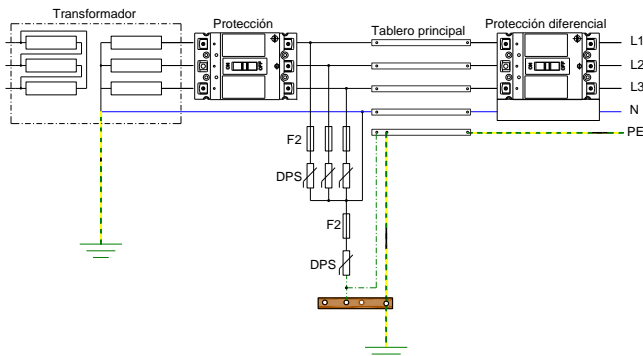 Transformador
Protección
Tablero principal
Protección diferencial
L1
L2
L3
N
PE
F2
DPS
F2
DPS